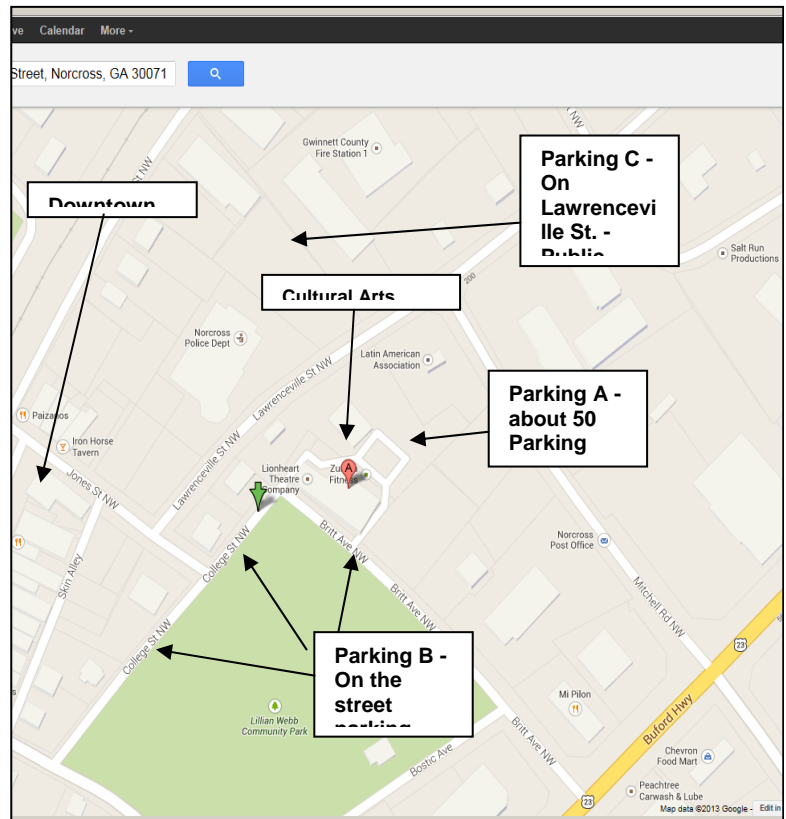 ve Calendar More -
Street, Norcross, GA 30071
Gwinnett County
Fire Station 1
Parking C -
On
Lawrencevi
lle St. -
Public
St NW
Downtown
Salt Run
Productions
200
Cultural Arts
Norcross
Police Dept
Latin American
Association
Lawrenceville St NW
Parking A -
about 50
Parking
Paizanos
Iron Horse
Tavern
Jones St NW
Lawrenceville St NW
Lionheart
Theatre
Company
Fitness
A
College St NW
Britt Ave NW
Britt Ave NW
Norcross
Post Office
Skin Alley
Mitchell Rd NW
College St NW
Parking B -
On the
street
parking
23
Mi Pilon
Lillian Webb
Community Park
Britt Ave NW
Buford Hwy
Bostic Ave
Chevron
Food Mart
Peachtree
Carwash & Lube
23
Map data ©2013 Google - Edit in